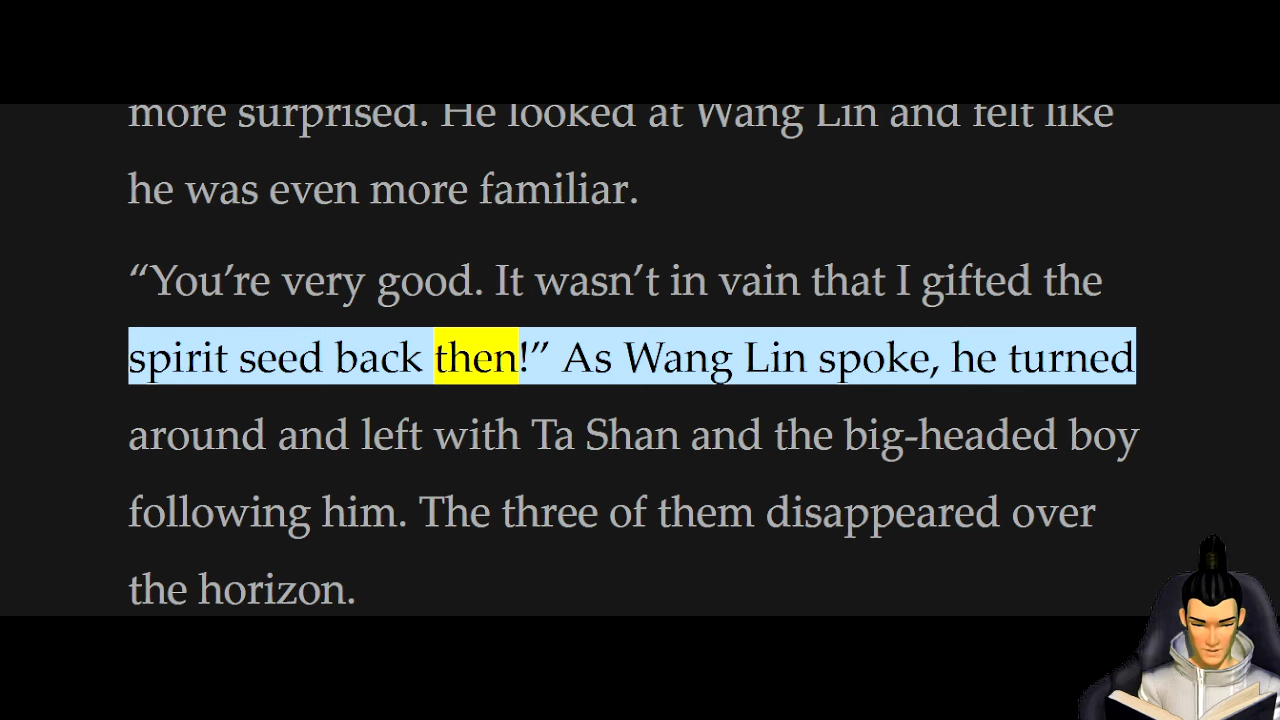 more surprised. He looked at Wang Lin and felt like
he was even more familiar.
“You’re very good. It wasn’t in vain that I gifted the
spirit seed back then!” As Wang Lin spoke, he turned
around and left with Ta Shan and the big-headed boy
following him. The three of them disappeared over
the horizon.